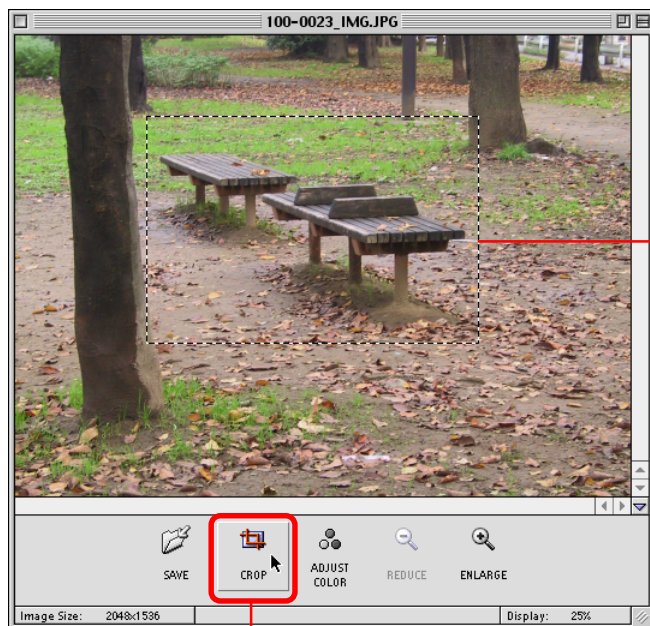 100-0023_IMG.JPG
SAVE
CROP
ADJUST
COLOR
REDUCE
ENLARGE
Image Size: 2048x1536
Display: 25%